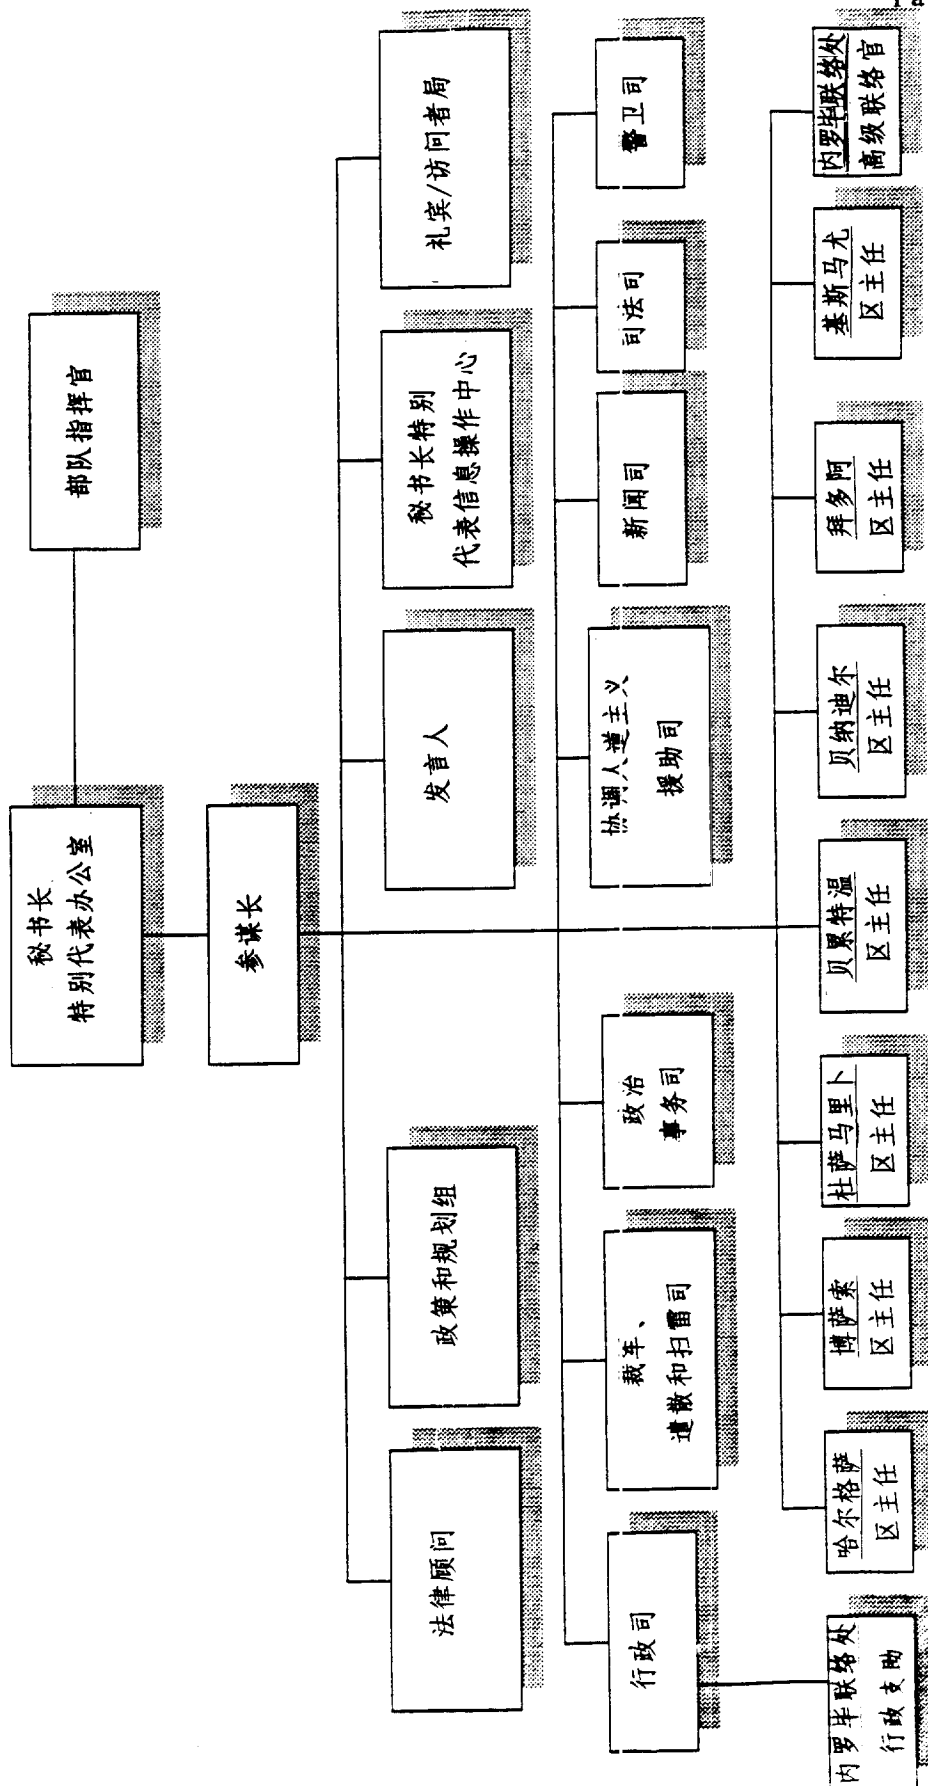 秘书长
特别代表办公室
部队指挥官
参谋长
法律顾问
政策和规划组
发言人
秘书长特别
代表信息操作中心
礼宾/访问者局
行政司
裁军、
遣散和扫雷司
政治
事务司
协调人道主义
援助司
新闻司
司法司
警卫司
内罗毕联络处
行政支助
哈尔格萨
区主任
博萨索
区主任
杜萨马里卜
区主任
贝累特温
区主任
贝纳迪尔
区主任
拜多阿
区主任
基斯马尤
区主任
内罗毕联络处
高级联络官